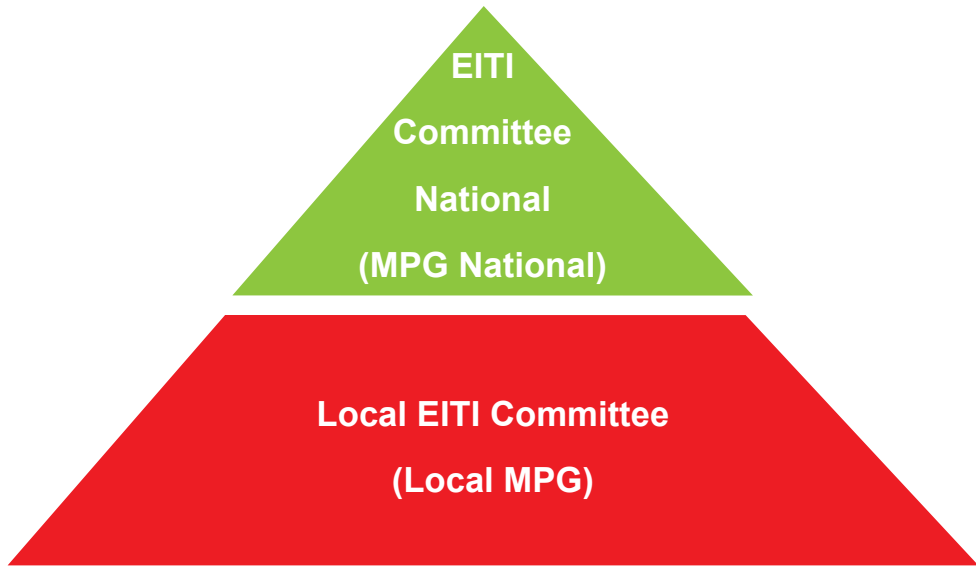 EITI
Committee
National
(MPG National)
Local EITI Committee
(Local MPG)